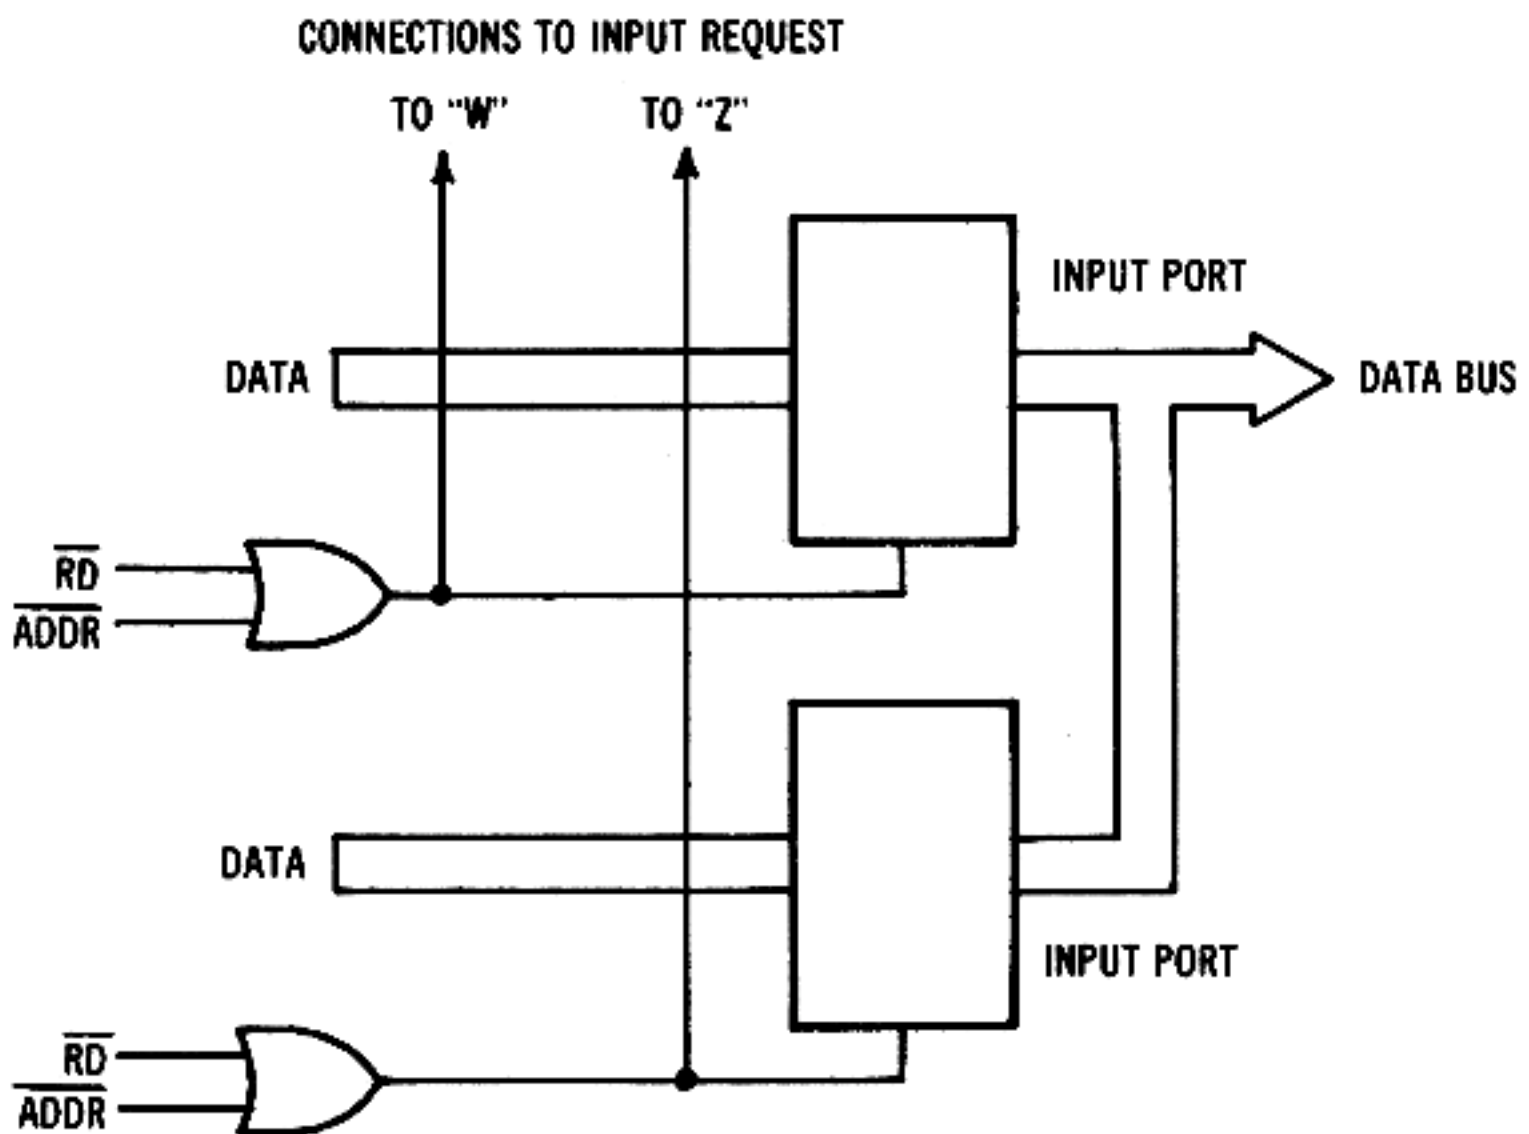 CONNECTIONS TO INPUT REQUEST
TO "W" TO "Z"
INPUT PORT
DATA
DATA BUS
RD
ADDR
DATA
INPUT PORT
RD
ADDR